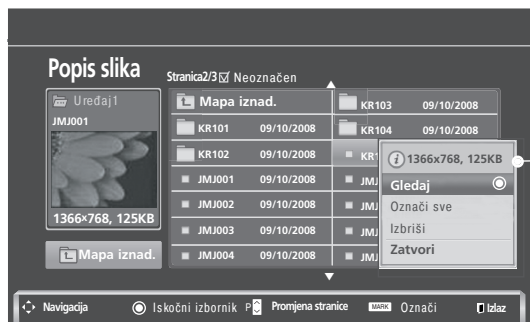 Popis slika
Stranica2/3 Neoznačen
Uređaj1
JMJ001
1366x768, 125KB
Mapa iznad.
Mapa iznad.
KR101 09/10/2008
KR102 09/10/2008
JMJ001 09/10/2008
JMJ002 09/10/2008
JMJ003 09/10/2008
JMJ004 09/10/2008
KR103 09/10/2008
KR104 09/10/2008
1366x768, 125KB
Gledaj
Označi sve
Izbriši
Zatvori
Navigacija Iskočni izbornik P Promjena stranice MARK Označi Izlaz